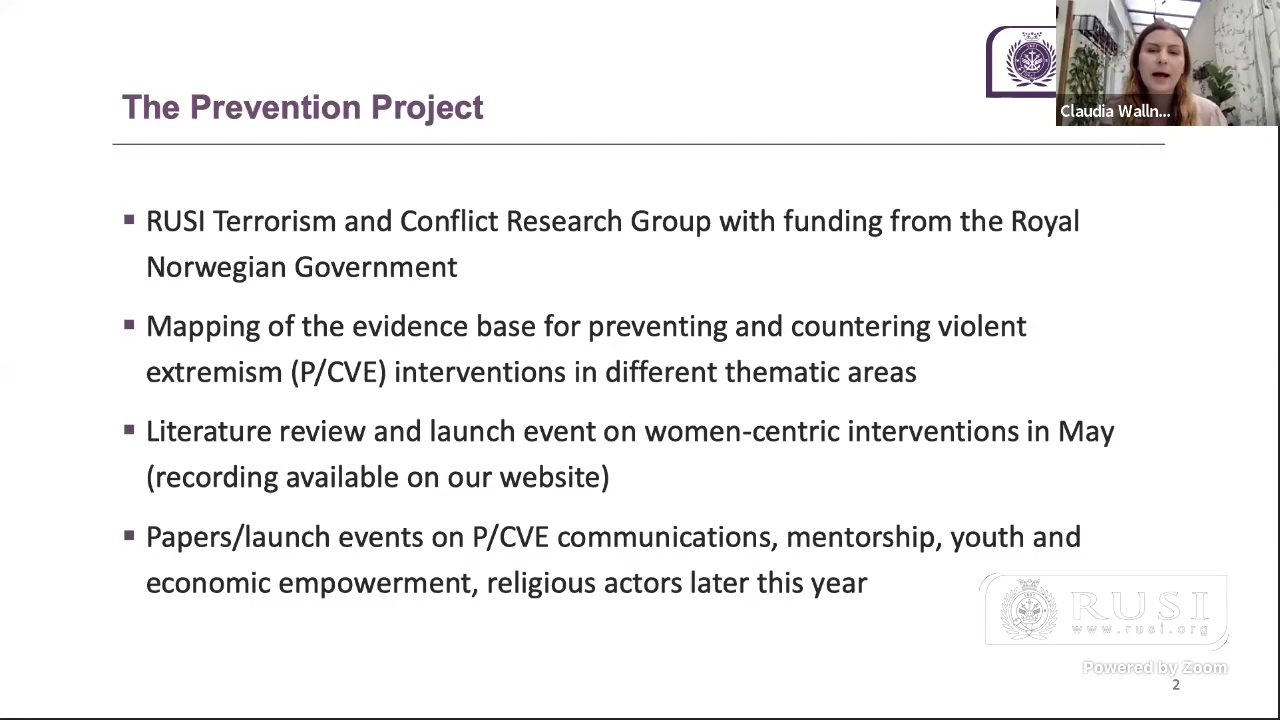 The Prevention Project
Claudia Walln...
▪ RUSI Terrorism and Conflict Research Group with funding from the Royal
Norwegian Government
▪ Mapping of the evidence base for preventing and countering violent
extremism (P/CVE) interventions in different thematic areas
▪ Literature review and launch event on women-centric interventions in May
(recording available on our website)
▪ Papers/launch events on P/CVE communications, mentorship, youth and
economic empowerment, religious actors later this year
RUSI
www.rusi.org
Powered by Zoom
2